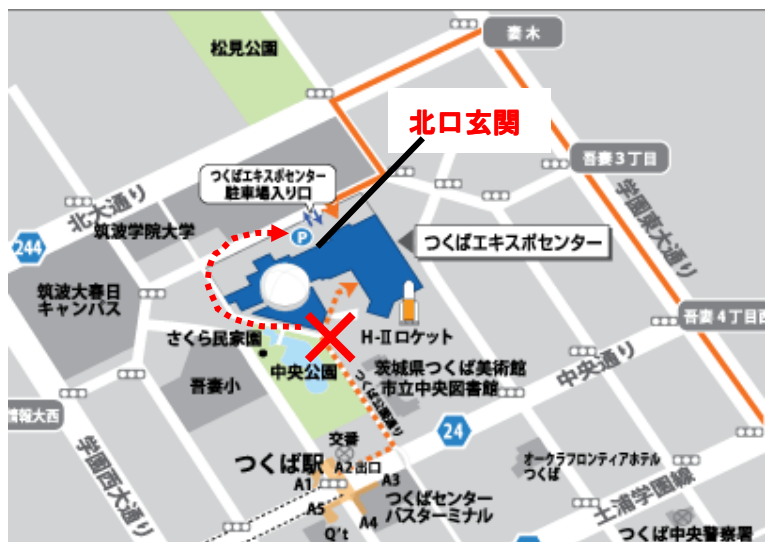 松見公園
妻木
北口玄関
吾妻3丁目
つくばエキスポセンター
駐車場入り口
北大通り
学園東大通り
筑波学院大学
P
つくばエキスポセンター
244
筑波大春日
キャンパス
吾妻4丁目西
さくら民家園
H-IIロケット
中央公園
茨城県つくば美術館
市立中央図書館
中央通り
吾妻小
つくば公園通り
情報大西
24
交番
学園西大通り
つくば駅
A2出口
オークラフロンティアホテル
つくば
A1
A3
土浦学園線
つくばセンター
バスターミナル
A5
A4
Q't
つくば中央警察署